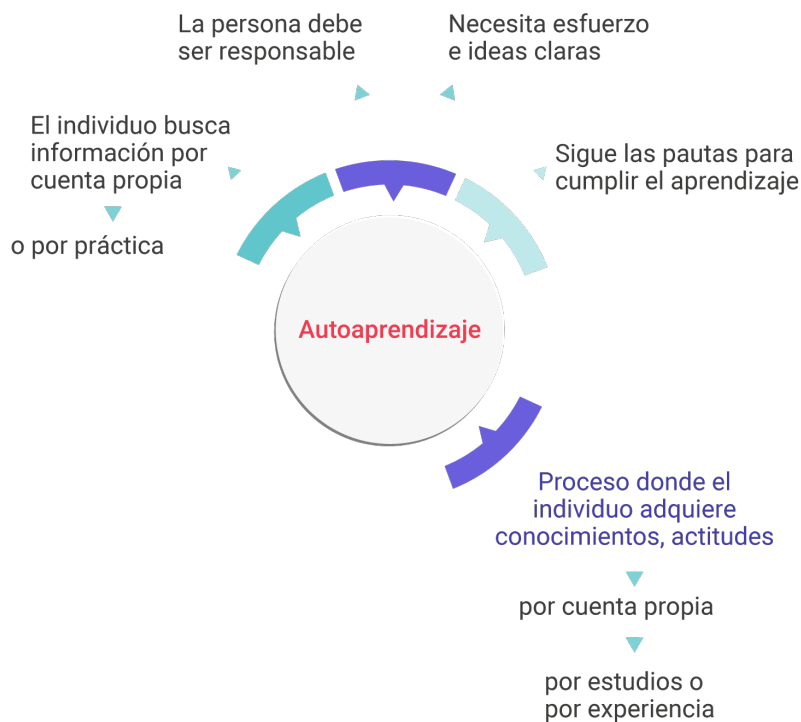 La persona debe
ser responsable
Necesita esfuerzo
e ideas claras
El individuo busca
información por
cuenta propia
o por práctica
Sigue las pautas para
cumplir el aprendizaje
Autoaprendizaje
Proceso donde el
individuo adquiere
conocimientos, actitudes
por cuenta propia
por estudios o
por experiencia